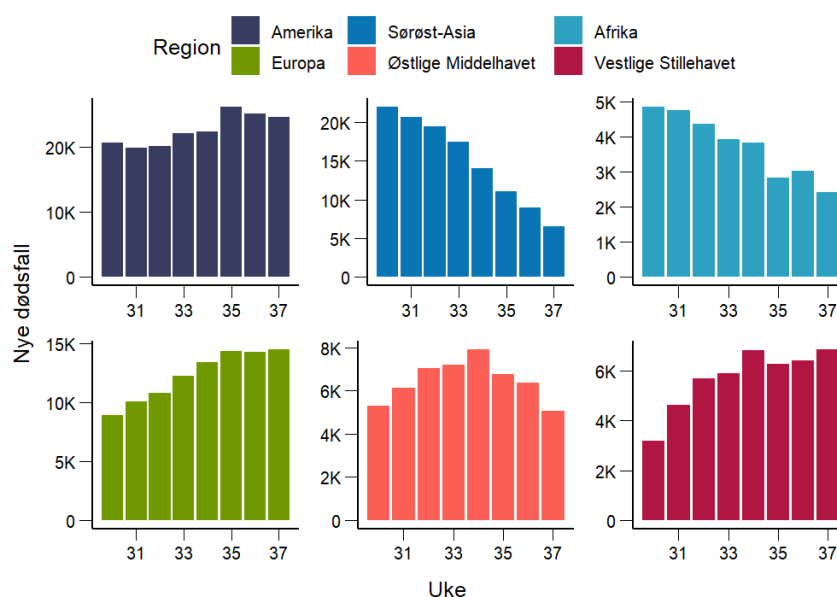 Region
Amerika
Sørøst-Asia
Afrika
Europa
Østlige Middelhavet
Vestlige Stillehavet
Nye dødsfall
20K
10K
0
31 33 35 37
20K
15K
10K
5K
0
31 33 35 37
5K
4K
3K
2K
1K
0
31 33 35 37
15K
10K
5K
0
31 33 35 37
8K
6K
4K
2K
0
31 33 35 37
6K
4K
2K
0
31 33 35 37
Uke